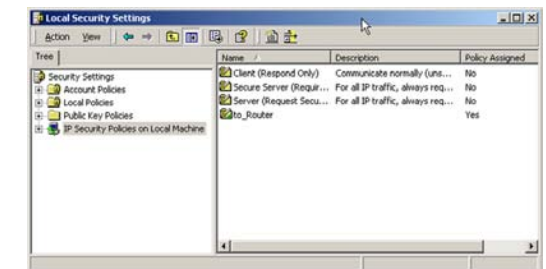 Local Security Settings
Action View
Tree
Security Settings
Account Policies
Local Policies
Public Key Policies
IP Security Policies on Local Machine
Name / Description Policy Assigned
Client (Respond Only) Communicate normally (uns... No
Secure Server (Requir... For all IP traffic, always req... No
Server (Request Secu... For all IP traffic, always req... No
to_Router Yes